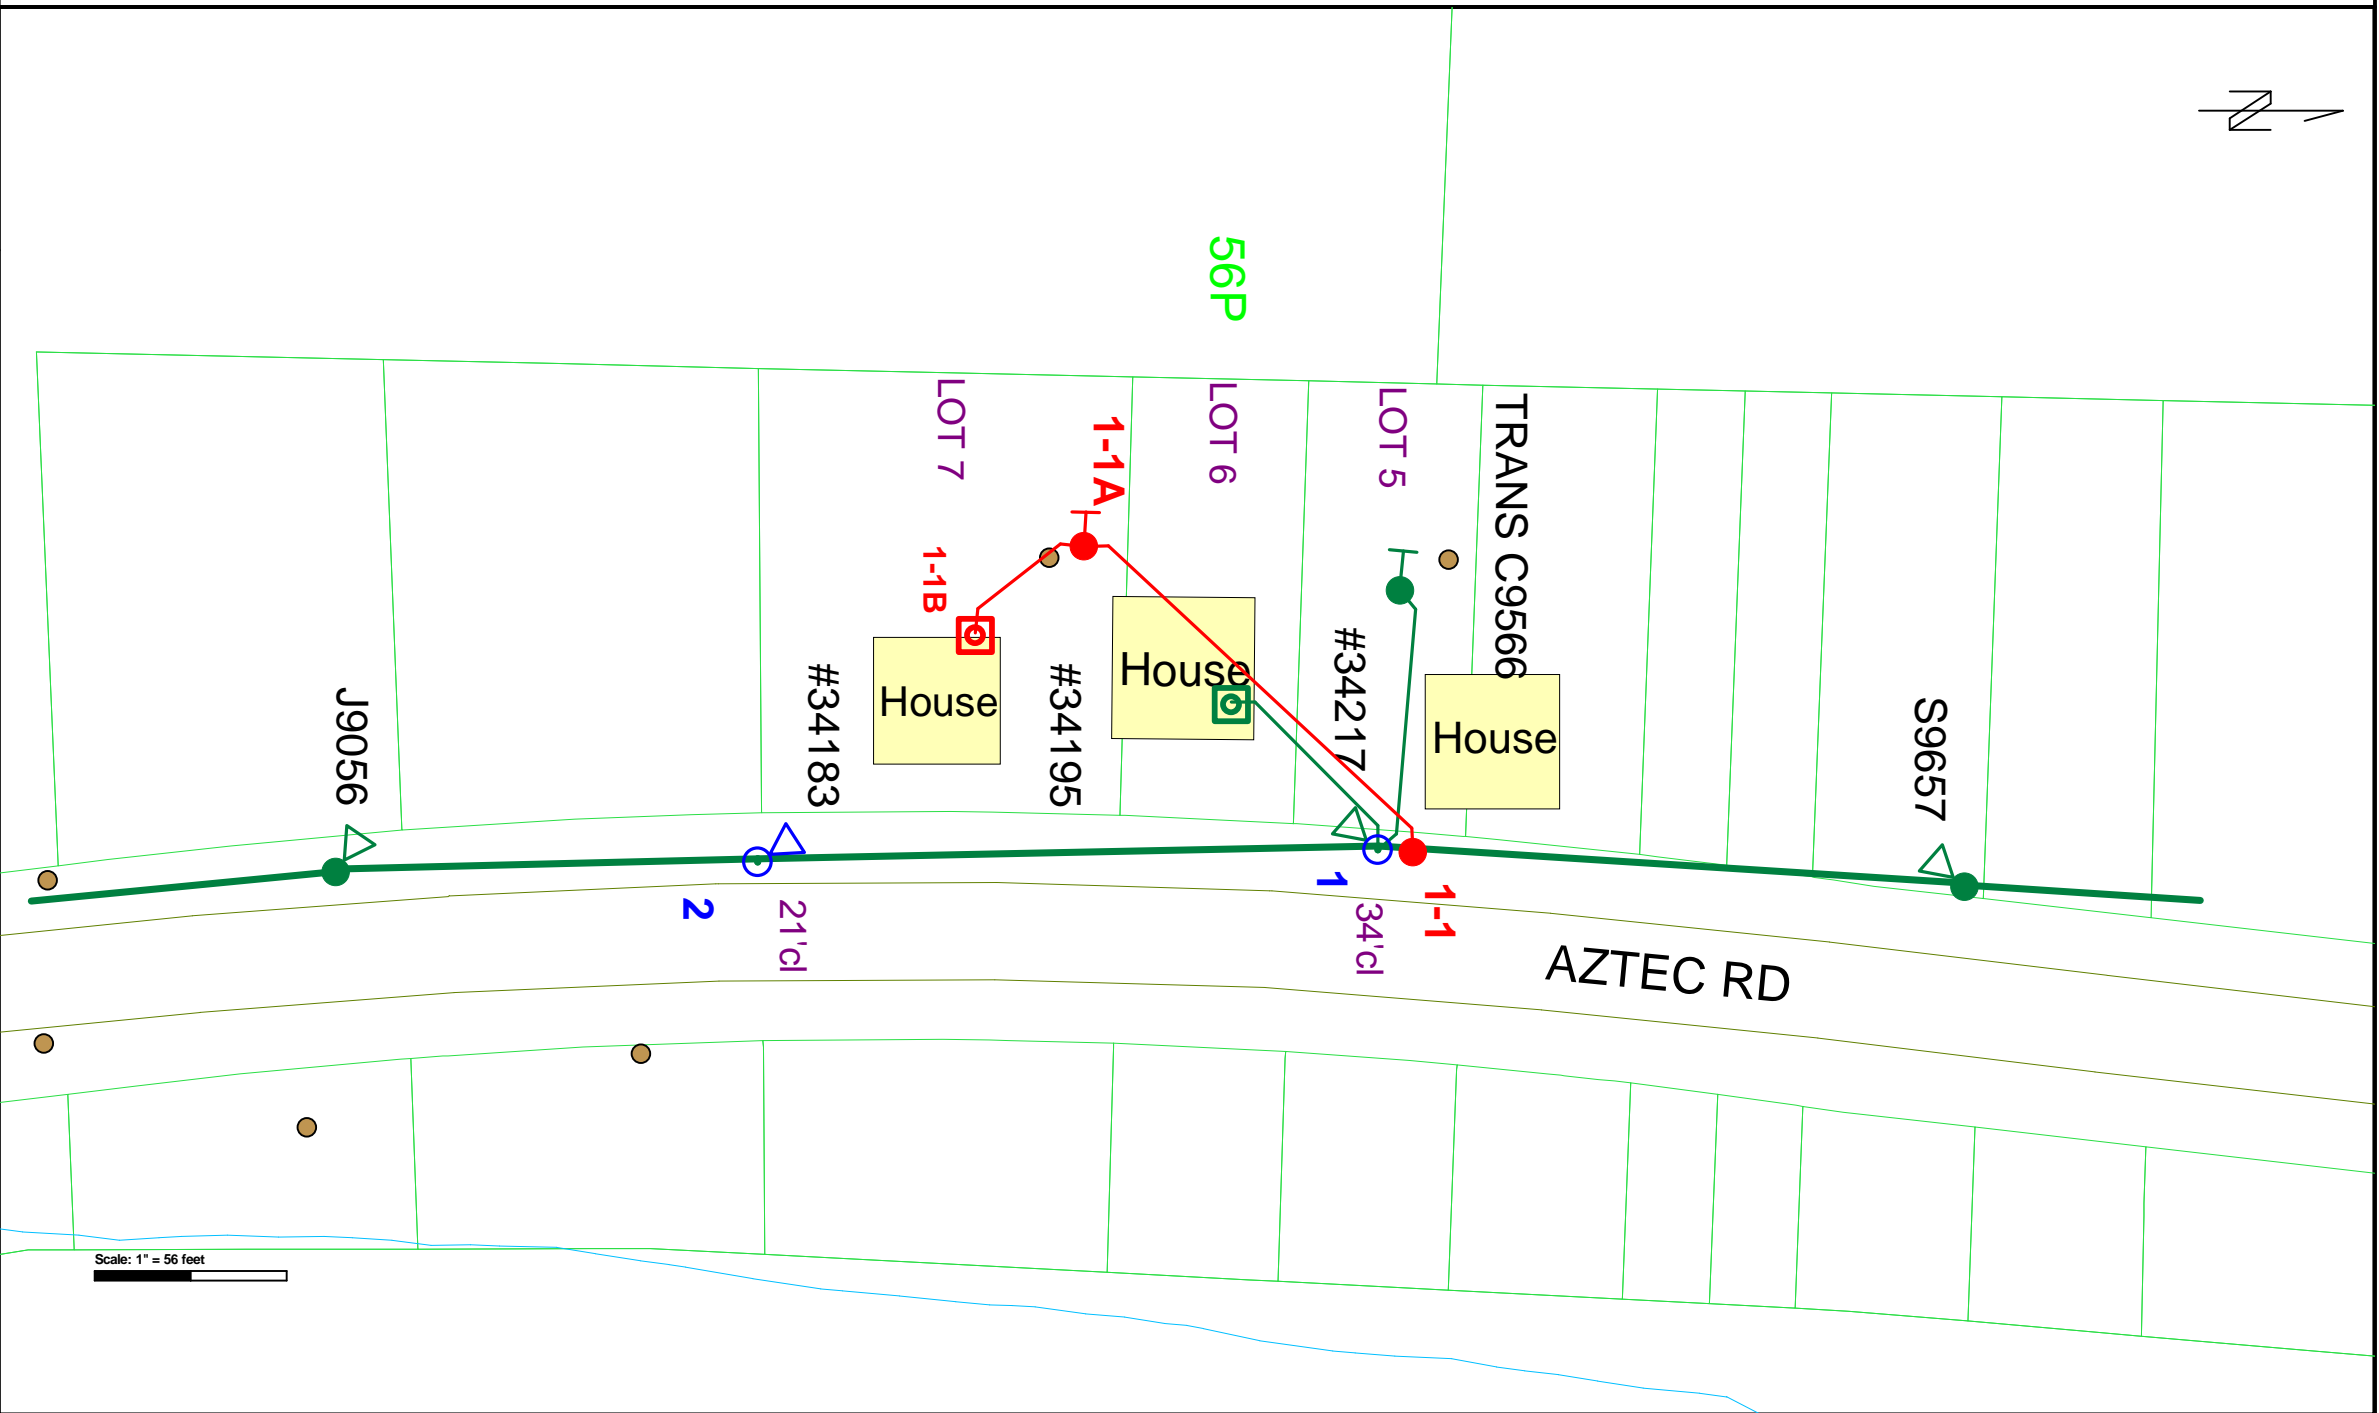 N
56P
LOT 7
LOT 6
LOT 5
TRANS C9566
1-1A
1-1B
House
House
House
#34183
#34195
#34217
J9056
S9657
2
21'cl
1
34'cl
1-1
AZTEC RD
Scale: 1" = 56 feet